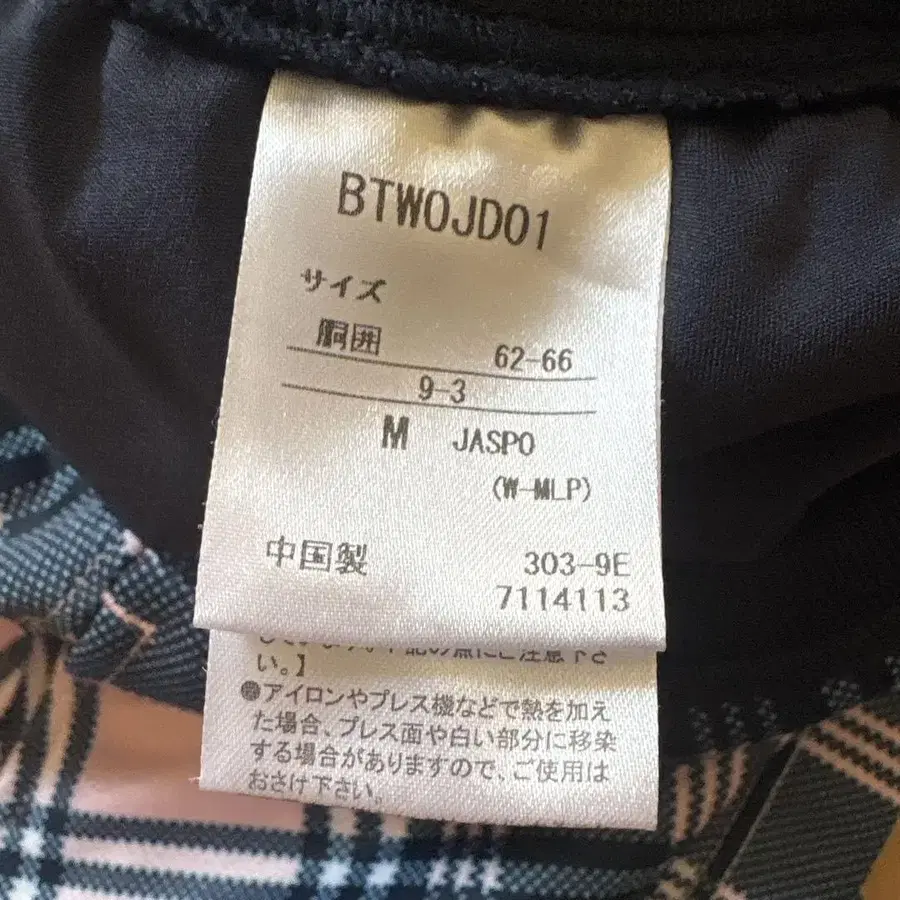 BTWOJD01
サイズ
胴囲 62-66
9-3
M JASPO
(W-MLP)
中国製 303-9E
7114113
い。】
アイロンやプレス機などで熱を加え
た場合、プレス面や白い部分に移染
する場合がありますので、ご使用は
おさけ下さい。